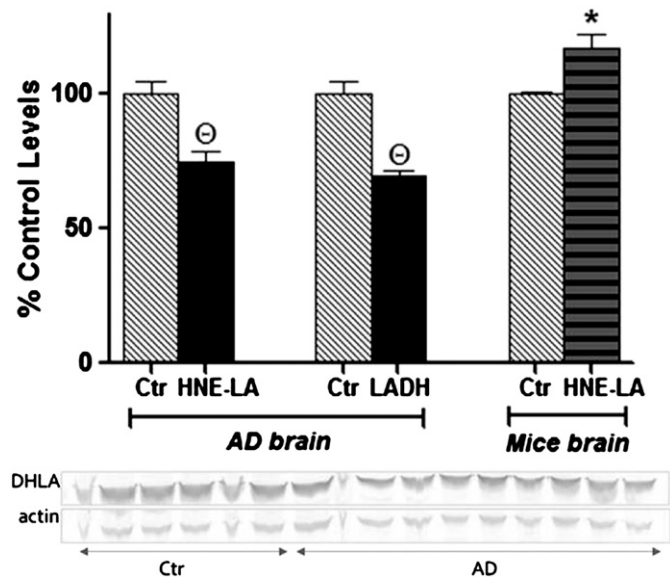 % Control Levels
100
50
0
Θ
Θ
*
Ctr HNE-LA Ctr LADH Ctr HNE-LA
AD brain Mice brain
DHLA
actin
Ctr AD